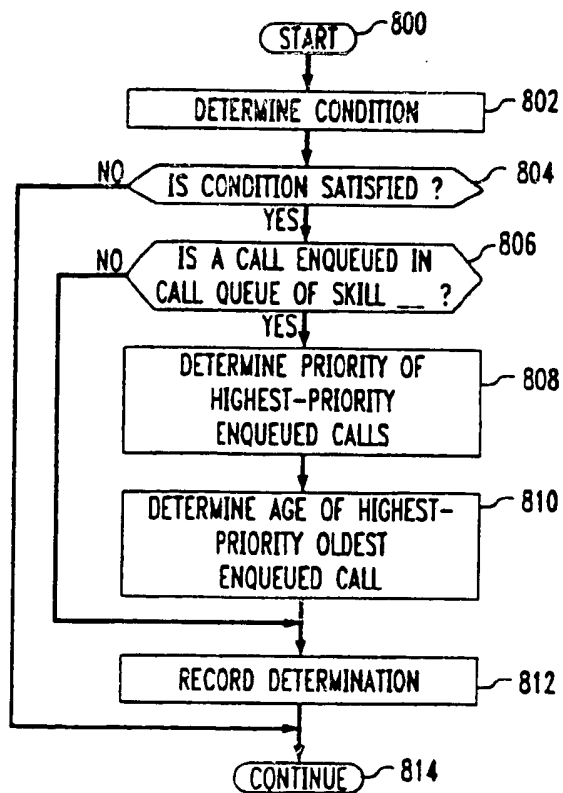 START 800
DETERMINE CONDITION 802
NO IS CONDITION SATISFIED ? 804
YES
NO IS A CALL ENQUEUED IN 806
CALL QUEUE OF SKILL __ ?
YES
DETERMINE PRIORITY OF
HIGHEST-PRIORITY 808
ENQUEUED CALLS
DETERMINE AGE OF HIGHEST- 810
PRIORITY OLDEST
ENQUEUED CALL
RECORD DETERMINATION 812
CONTINUE 814